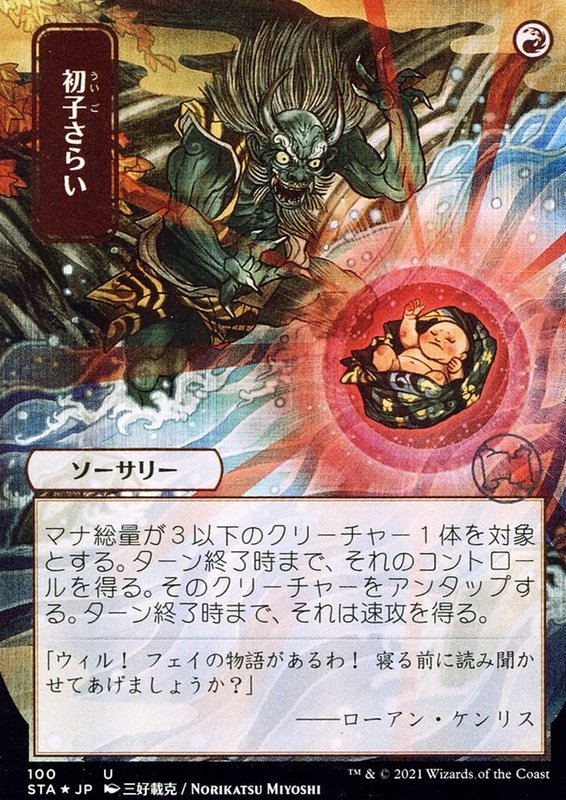 初子さらい
うい ご
ソーサリー
マナ総量が3以下のクリーチャー1体を対象
とする。ターン終了時まで、それのコントロー
ルを得る。そのクリーチャーをアンタップす
る。ターン終了時まで、それは速攻を得る。
「ウィル! フェイの物語があるわ! 寝る前に読み聞か
せてあげましょうか?」
──ローアン・ケンリス
100 U
STA★JP 三好載克 / NORIKATSU MIYOSHI
™ & © 2021 Wizards of the Coast